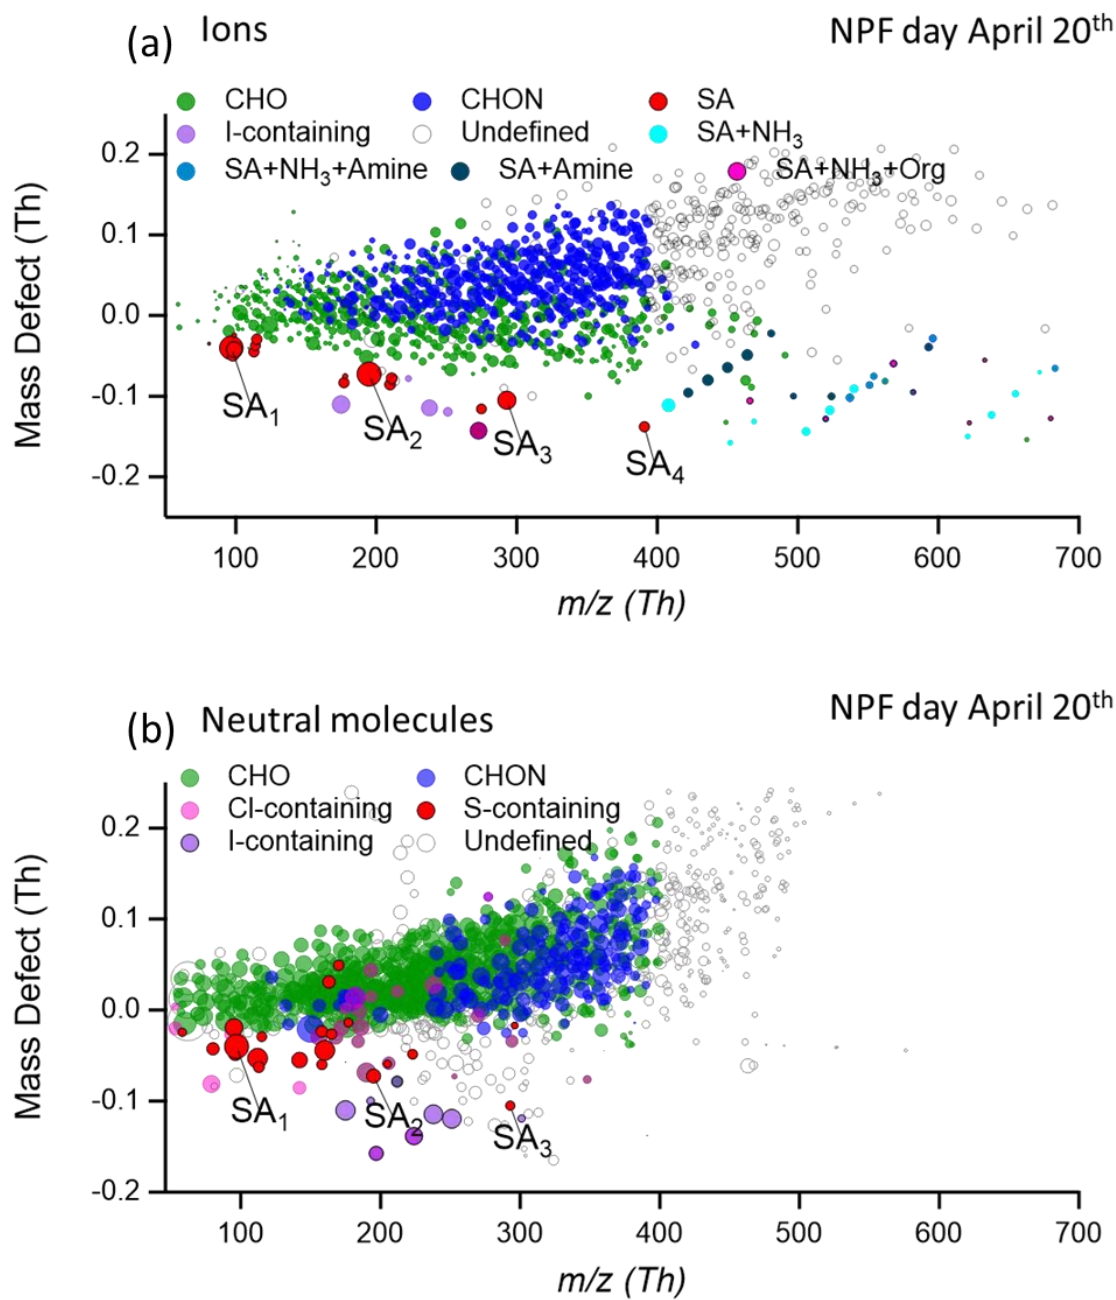 (a) Ions NPF day April 20th
CHO CHON SA
I-containing Undefined SA+NH3
SA+NH3+Amine SA+Amine SA+NH3+Org
0.2
0.1
0.0
-0.1
-0.2
Mass Defect (Th)
SA1
SA2
SA3
SA4
100 200 300 400 500 600 700
m/z (Th)
(b) Neutral molecules NPF day April 20th
CHO CHON
Cl-containing S-containing
I-containing Undefined
0.2
0.1
0.0
-0.1
-0.2
Mass Defect (Th)
SA1
SA2
SA3
100 200 300 400 500 600 700
m/z (Th)